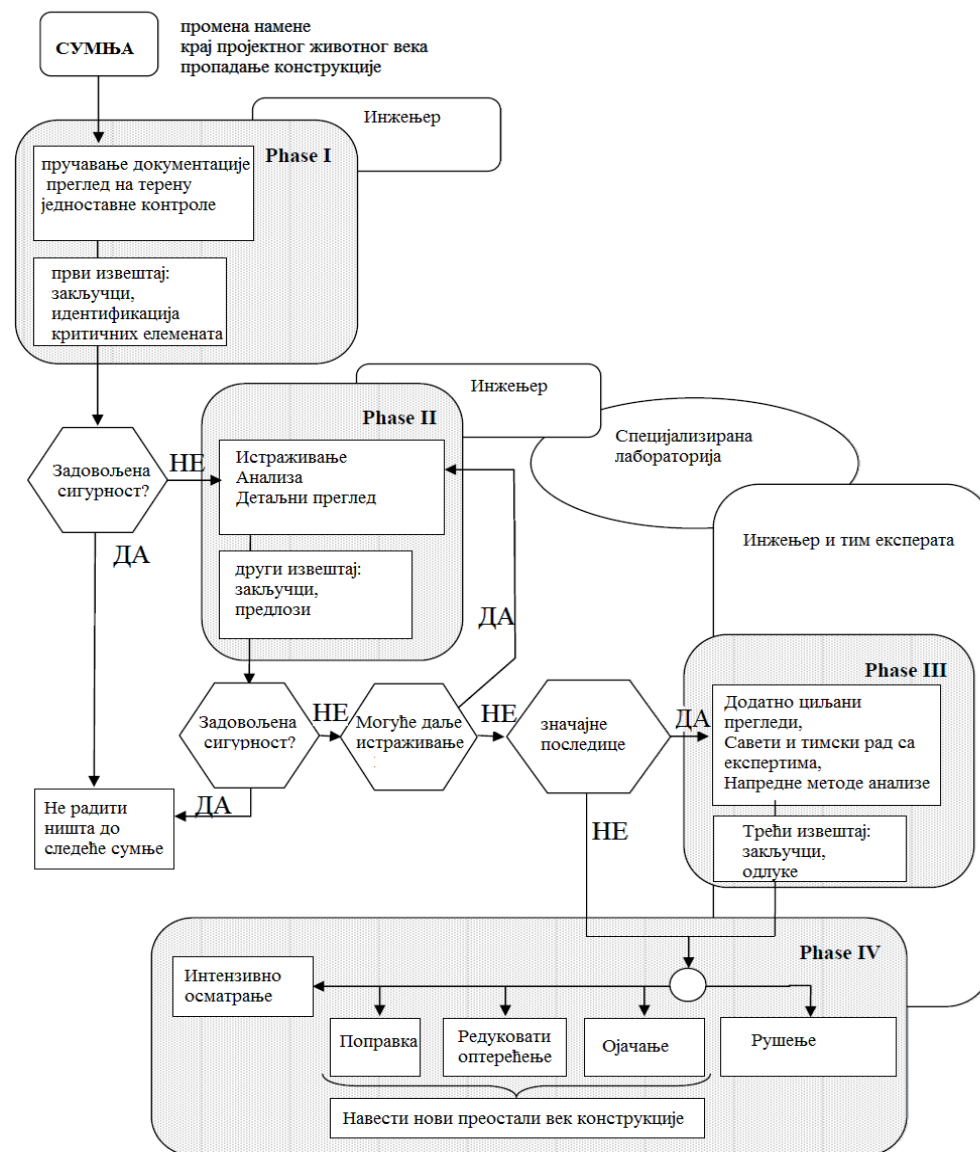 СУМЊА
промена намене
крај пројектног животног века
пропадање конструкције
Инжењер
Phase I
пручавање документације
преглед на терену
једноставне контроле
први извештај:
закључци,
идентификација
критичних елемената
Инжењер
Phase II
Специјализирана
лабораторија
Задовољена
сигурност?
НЕ
Истраживање
Анализа
Детаљни преглед
ДА
Инжењер и тим експерата
други извештај:
закључци,
предлози
ДА
Phase III
Задовољена
сигурност?
НЕ
Могуће даље
истраживање
НЕ
значајне
последице
ДА
Додатно циљани
прегледи,
Савети и тимски рад са
експертима,
Напредне методе анализе
ДА
Не радити
ништа до
следеће сумње
НЕ
Трећи извештај:
закључци,
одлуке
Phase IV
Интензивно
осматрање
Поправка
Редуковати
оптерећење
Ојачање
Рушење
Навести нови преостали век конструкције